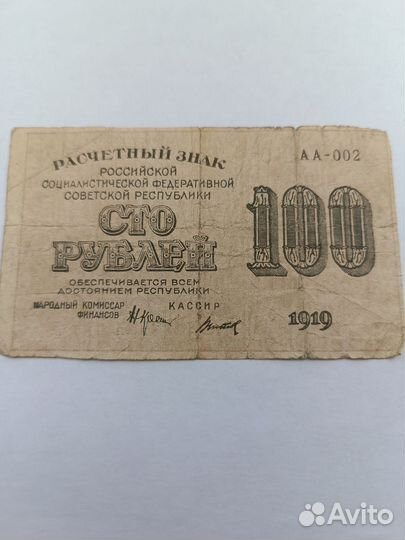 РАСЧЕТНЫЙ ЗНАК
АА-002
РОССИЙСКОЙ
СОЦИАЛИСТИЧЕСКОЙ ФЕДЕРАТИВНОЙ
СОВЕТСКОЙ РЕСПУБЛИКИ
СТО
РУБЛЕЙ
100
ОБЕСПЕЧИВАЕТСЯ ВСЕМ
ДОСТОЯНИЕМ РЕСПУБЛИКИ
НАРОДНЫЙ КОМИССАР
ФИНАНСОВ
КАССИР
1919
Avito